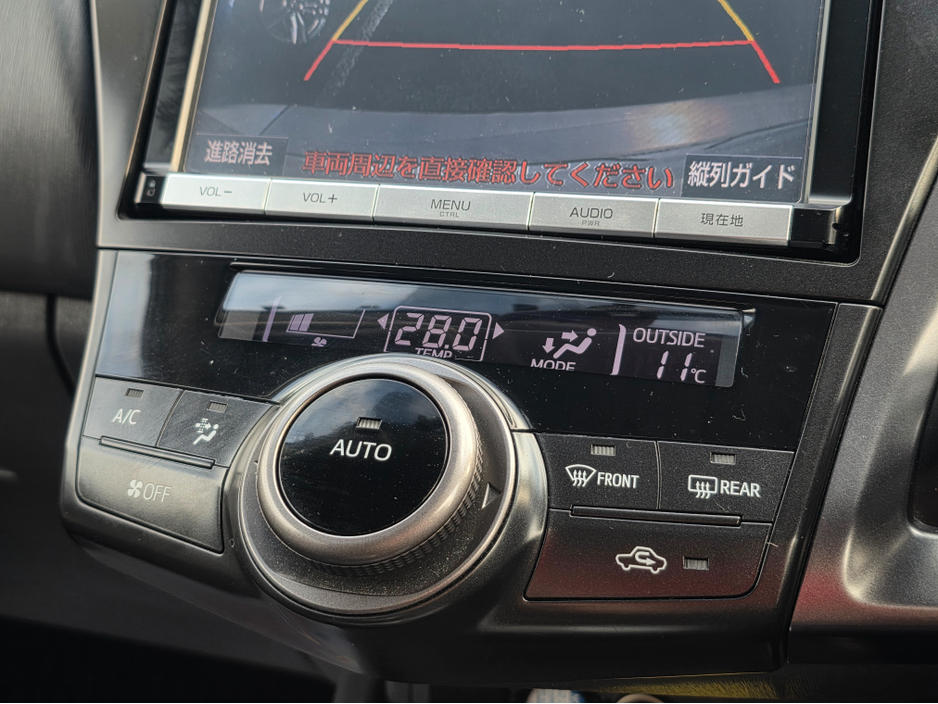 進路消去
車両周辺を直接確認してください
縦列ガイド
VOL−
VOL+
MENU
CTRL
AUDIO
PWR
現在地
28.0
TEMP
MODE
OUTSIDE
11℃
A/C
AUTO
OFF
FRONT
REAR